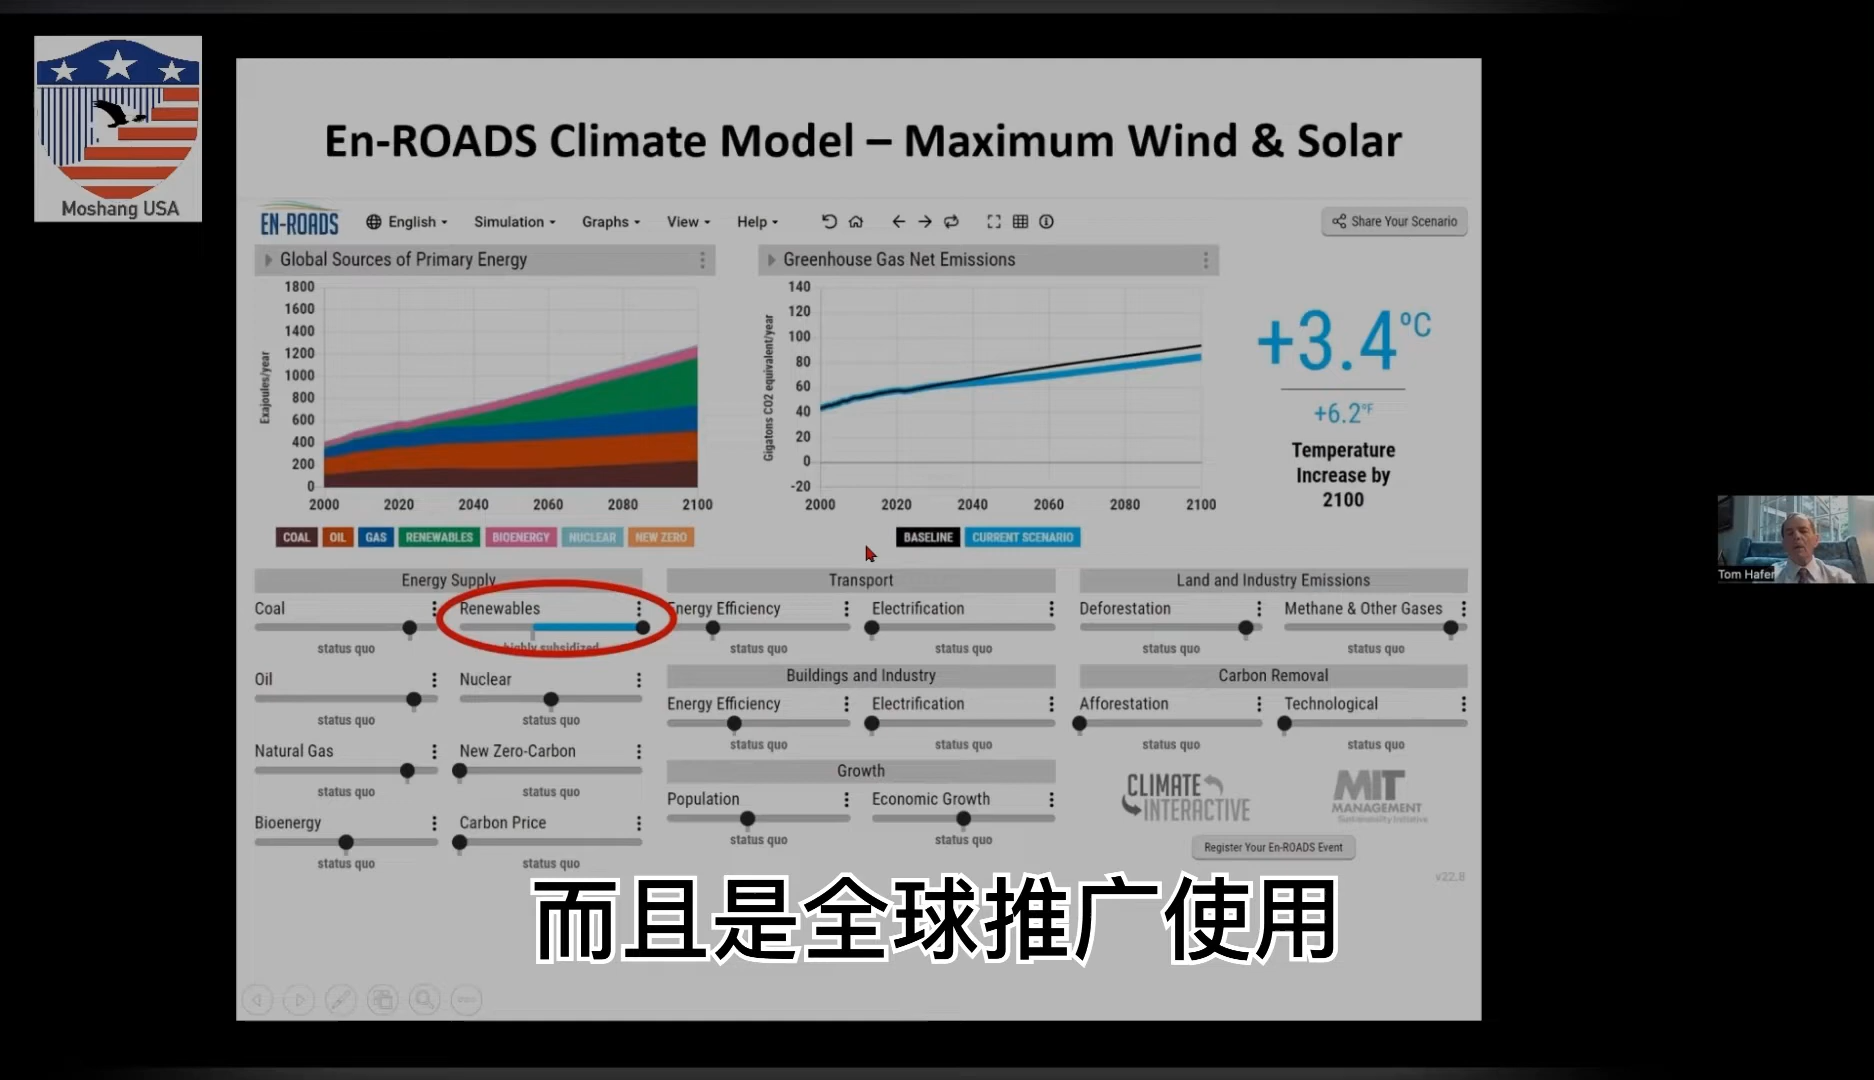 Moshang USA
En-ROADS Climate Model – Maximum Wind & Solar
EN-ROADS
English
Simulation
Graphs
View
Help
Share Your Scenario
Global Sources of Primary Energy
Exajoules/year
1800
1600
1400
1200
1000
800
600
400
200
0
2000 2020 2040 2060 2080 2100
COAL OIL GAS RENEWABLES BIOENERGY NUCLEAR NEW ZERO
Greenhouse Gas Net Emissions
Gigatons CO2 equivalent/year
140
120
100
80
60
40
20
0
-20
2000 2020 2040 2060 2080 2100
BASELINE CURRENT SCENARIO
+3.4°C
+6.2°F
Temperature
Increase by
2100
Tom Hafer
Energy Supply
Coal
status quo
Renewables
highly subsidized
Oil
status quo
Nuclear
status quo
Natural Gas
status quo
New Zero-Carbon
status quo
Bioenergy
status quo
Carbon Price
status quo
Transport
Energy Efficiency
status quo
Electrification
status quo
Buildings and Industry
Energy Efficiency
status quo
Electrification
status quo
Growth
Population
status quo
Economic Growth
status quo
Land and Industry Emissions
Deforestation
status quo
Methane & Other Gases
status quo
Carbon Removal
Afforestation
status quo
Technological
status quo
CLIMATE
INTERACTIVE
MIT
MANAGEMENT
Sustainability Initiative
Register Your En-ROADS Event
v22.8
而且是全球推广使用